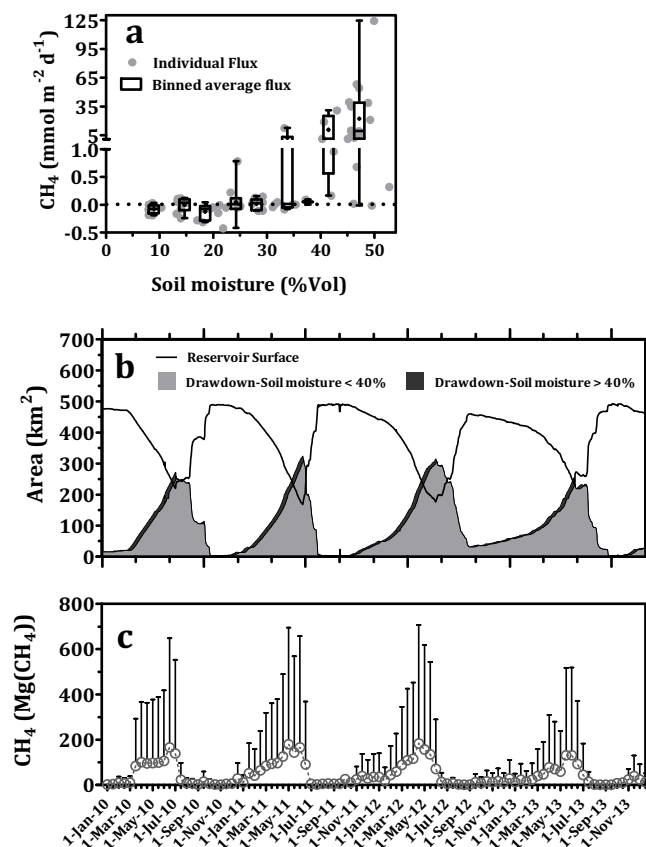 a
Individual Flux
Binned average flux
CH4 (mmol m-2 d-1)
125
95
65
35
5
1.0
0.5
0.0
-0.5
0 10 20 30 40 50
Soil moisture (%Vol)
b
Reservoir Surface
Drawdown-Soil moisture < 40% Drawdown-Soil moisture > 40%
Area (km2)
700
600
500
400
300
200
100
0
c
CH4 (Mg(CH4))
800
600
400
200
0
1-Jan-10 1-Mar-10 1-May-10 1-Jul-10 1-Sep-10 1-Nov-10 1-Jan-11 1-Mar-11 1-May-11 1-Jul-11 1-Sep-11 1-Nov-11 1-Jan-12 1-Mar-12 1-May-12 1-Jul-12 1-Sep-12 1-Nov-12 1-Jan-13 1-Mar-13 1-May-13 1-Jul-13 1-Sep-13 1-Nov-13